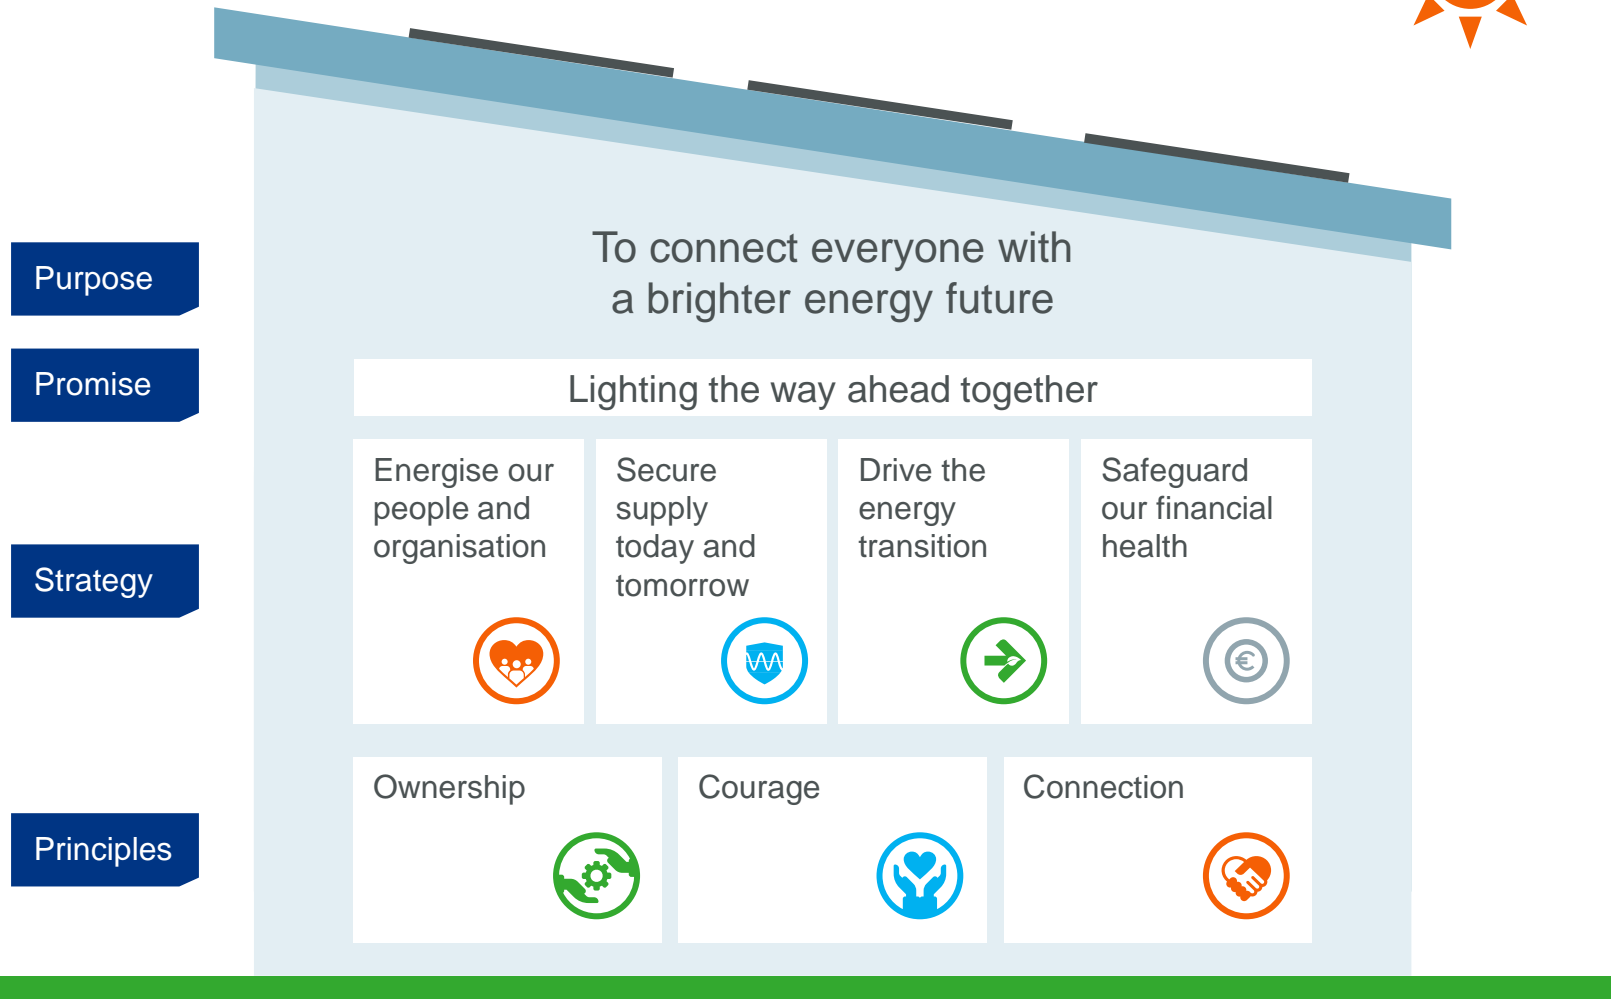 Purpose
To connect everyone with
a brighter energy future
Promise
Lighting the way ahead together
Strategy
Energise our
people and
organisation
Secure
supply
today and
tomorrow
Drive the
energy
transition
Safeguard
our financial
health
€
Principles
Ownership
Courage
Connection